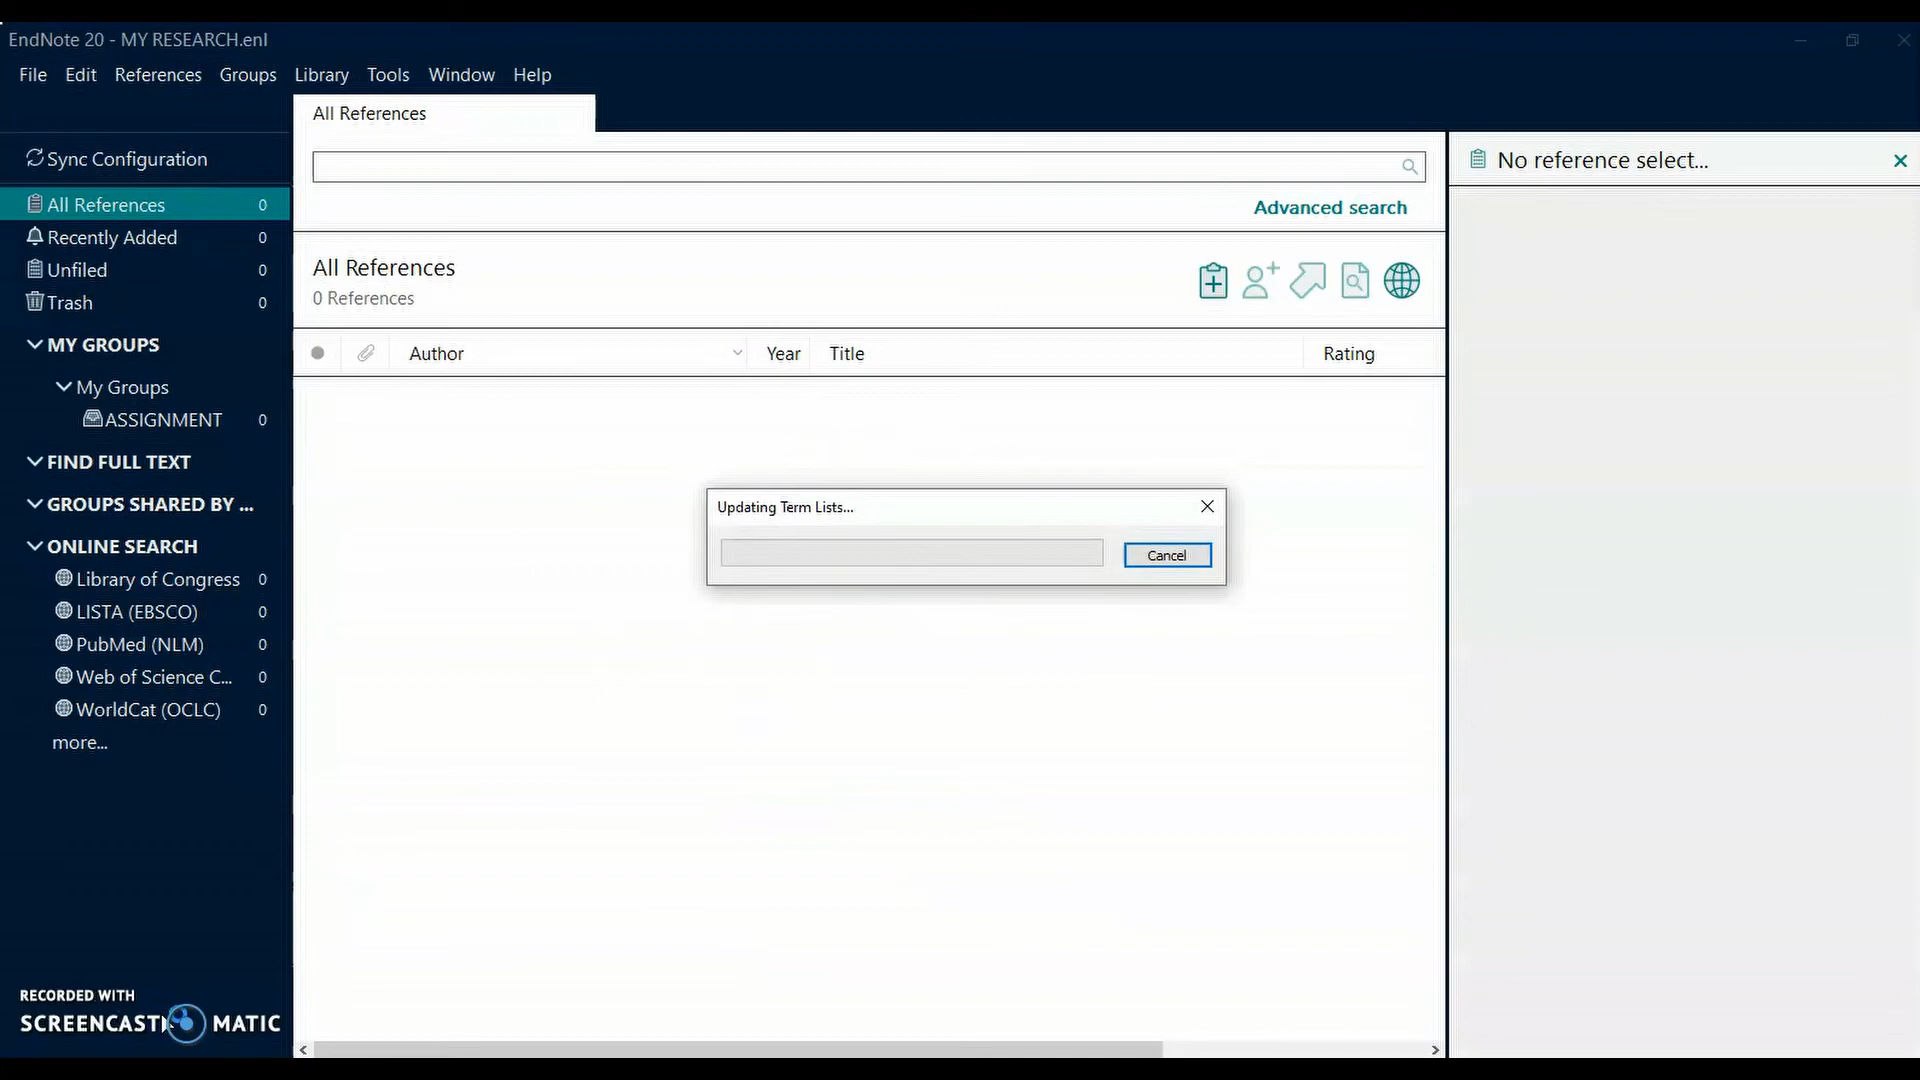 EndNote 20 - MY RESEARCH.enl
File Edit References Groups Library Tools Window Help
All References
Sync Configuration
All References 0
Recently Added 0
Unfiled 0
Trash 0
MY GROUPS
My Groups
ASSIGNMENT 0
FIND FULL TEXT
GROUPS SHARED BY ...
ONLINE SEARCH
Library of Congress 0
LISTA (EBSCO) 0
PubMed (NLM) 0
Web of Science C... 0
WorldCat (OCLC) 0
more...
Advanced search
All References
0 References
Author Year Title Rating
Updating Term Lists...
Cancel
No reference select...
RECORDED WITH
SCREENCAST MATIC